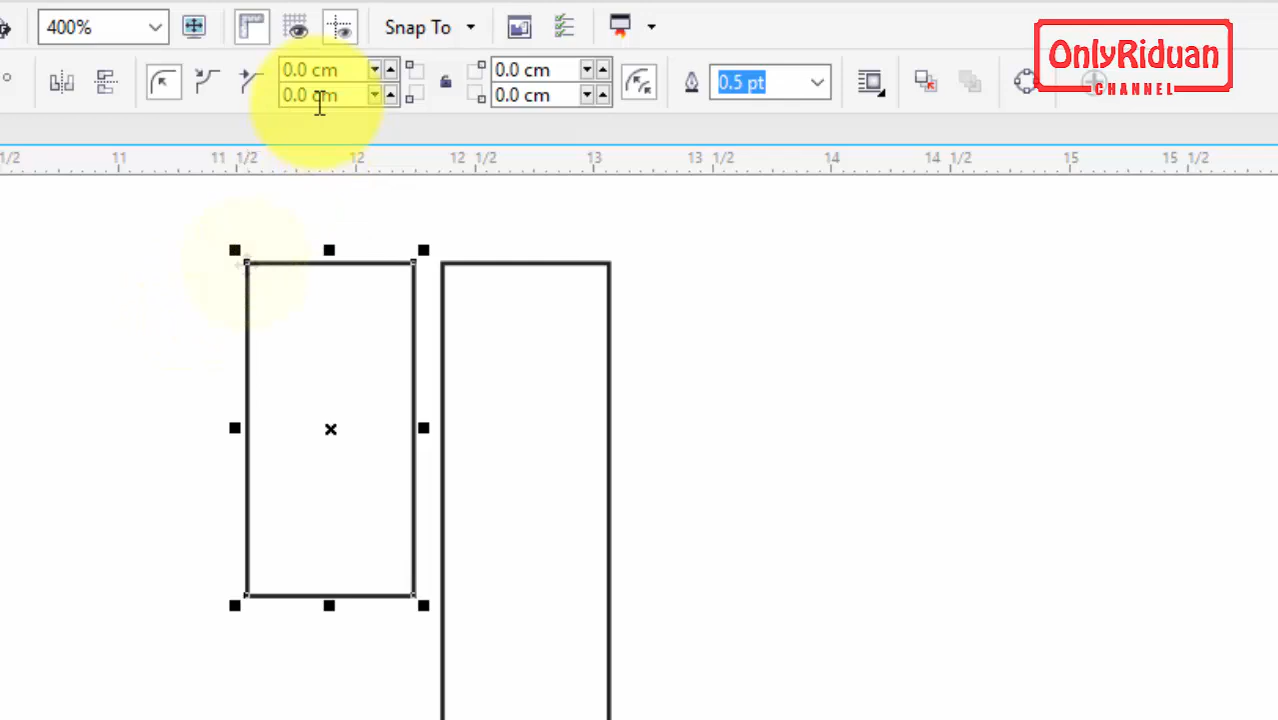 400%
Snap To
OnlyRiduan
CHANNEL
0.0 cm
0.0 cm
0.0 cm
0.0 cm
0.5 pt
1/2 11 11 1/2 12 12 1/2 13 13 1/2 14 14 1/2 15 15 1/2